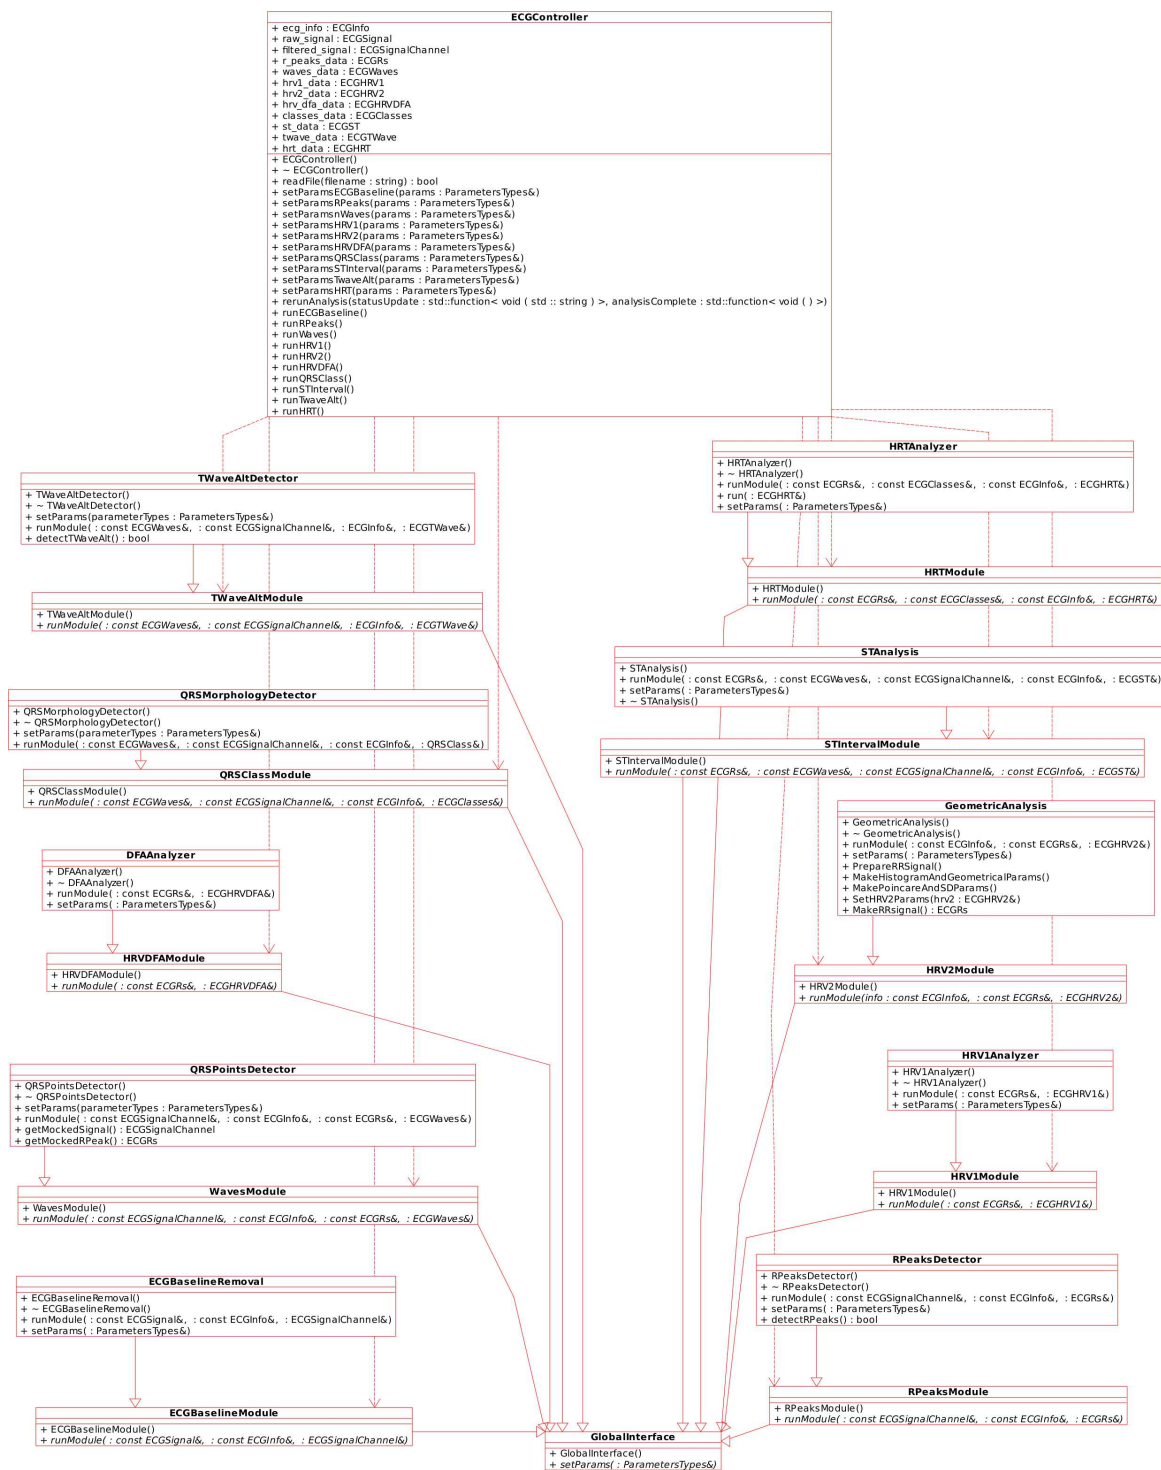 ECGController
+ ecg_info : ECGInfo
+ raw_signal : ECGSignal
+ filtered_signal : ECGSignalChannel
+ r_peaks_data : ECGRs
+ waves_data : ECGWaves
+ hrv1_data : ECGHRV1
+ hrv2_data : ECGHRV2
+ hrv_dfa_data : ECGHRVDFA
+ classes_data : ECGClasses
+ st_data : ECGST
+ twave_data : ECGTWave
+ hrt_data : ECGHRT
+ ECGController()
+ ~ ECGController()
+ readFile(filename : string) : bool
+ setParamsECGBaseline(params : ParametersTypes&)
+ setParamsRPeaks(params : ParametersTypes&)
+ setParamsnWaves(params : ParametersTypes&)
+ setParamsHRV1(params : ParametersTypes&)
+ setParamsHRV2(params : ParametersTypes&)
+ setParamsHRVDFA(params : ParametersTypes&)
+ setParamsQRSClass(params : ParametersTypes&)
+ setParamsSTInterval(params : ParametersTypes&)
+ setParamsTwaveAlt(params : ParametersTypes&)
+ setParamsHRT(params : ParametersTypes&)
+ rerunAnalysis(statusUpdate : std::function< void ( std :: string ) >, analysisComplete : std::function< void ( ) >)
+ runECGBaseline()
+ runRPeaks()
+ runWaves()
+ runHRV1()
+ runHRV2()
+ runHRVDFA()
+ runQRSClass()
+ runSTInterval()
+ runTwaveAlt()
+ runHRT()
TWaveAltDetector
+ TWaveAltDetector()
+ ~ TWaveAltDetector()
+ setParams(parameterTypes : ParametersTypes&)
+ runModule( : const ECGWaves&, : const ECGSignalChannel&, : ECGInfo&, : ECGTWave&)
+ detectTWaveAlt() : bool
TWaveAltModule
+ TWaveAltModule()
+ runModule( : const ECGWaves&, : const ECGSignalChannel&, : ECGInfo&, : ECGTWave&)
QRSMorphologyDetector
+ QRSMorphologyDetector()
+ ~ QRSMorphologyDetector()
+ setParams(parameterTypes : ParametersTypes&)
+ runModule( : const ECGWaves&, : const ECGSignalChannel&, : const ECGInfo&, : QRSClass&)
QRSClassModule
+ QRSClassModule()
+ runModule( : const ECGWaves&, : const ECGSignalChannel&, : const ECGInfo&, : ECGClasses&)
DFAAnalyzer
+ DFAAnalyzer()
+ ~ DFAAnalyzer()
+ runModule( : const ECGRs&, : ECGHRVDFA&)
+ setParams( : ParametersTypes&)
HRVDFAModule
+ HRVDFAModule()
+ runModule( : const ECGRs&, : ECGHRVDFA&)
QRSPointsDetector
+ QRSPointsDetector()
+ ~ QRSPointsDetector()
+ setParams(parameterTypes : ParametersTypes&)
+ runModule( : const ECGSignalChannel&, : const ECGInfo&, : const ECGRs&, : ECGWaves&)
+ getMockedSignal() : ECGSignalChannel
+ getMockedRPeak() : ECGRs
WavesModule
+ WavesModule()
+ runModule( : const ECGSignalChannel&, : const ECGInfo&, : const ECGRs&, : ECGWaves&)
ECGBaselineRemoval
+ ECGBaselineRemoval()
+ ~ ECGBaselineRemoval()
+ runModule( : const ECGSignal&, : const ECGInfo&, : ECGSignalChannel&)
+ setParams( : ParametersTypes&)
ECGBaselineModule
+ ECGBaselineModule()
+ runModule( : const ECGSignal&, : const ECGInfo&, : ECGSignalChannel&)
HRTAnalyzer
+ HRTAnalyzer()
+ ~ HRTAnalyzer()
+ runModule( : const ECGRs&, : const ECGClasses&, : const ECGInfo&, : ECGHRT&)
+ run( : ECGHRT&)
+ setParams( : ParametersTypes&)
HRTModule
+ HRTModule()
+ runModule( : const ECGRs&, : const ECGClasses&, : const ECGInfo&, : ECGHRT&)
STAnalysis
+ STAnalysis()
+ runModule( : const ECGRs&, : const ECGWaves&, : const ECGSignalChannel&, : const ECGInfo&, : ECGST&)
+ setParams( : ParametersTypes&)
+ ~ STAnalysis()
STIntervalModule
+ STIntervalModule()
+ runModule( : const ECGRs&, : const ECGWaves&, : const ECGSignalChannel&, : const ECGInfo&, : ECGST&)
GeometricAnalysis
+ GeometricAnalysis()
+ ~ GeometricAnalysis()
+ runModule( : const ECGInfo&, : const ECGRs&, : ECGHRV2&)
+ setParams( : ParametersTypes&)
+ PrepareRRSignal()
+ MakeHistogramAndGeometricalParams()
+ MakePoincareAndSDParams()
+ SetHRV2Params(hrv2 : ECGHRV2&)
+ MakeRRsignal() : ECGRs
HRV2Module
+ HRV2Module()
+ runModule(info : const ECGInfo&, : const ECGRs&, : ECGHRV2&)
HRV1Analyzer
+ HRV1Analyzer()
+ ~ HRV1Analyzer()
+ runModule( : const ECGRs&, : ECGHRV1&)
+ setParams( : ParametersTypes&)
HRV1Module
+ HRV1Module()
+ runModule( : const ECGRs&, : ECGHRV1&)
RPeaksDetector
+ RPeaksDetector()
+ ~ RPeaksDetector()
+ runModule( : const ECGSignalChannel&, : const ECGInfo&, : ECGRs&)
+ setParams( : ParametersTypes&)
+ detectRPeaks() : bool
RPeaksModule
+ RPeaksModule()
+ runModule( : const ECGSignalChannel&, : const ECGInfo&, : ECGRs&)
GlobalInterface
+ GlobalInterface()
+ setParams( : ParametersTypes&)